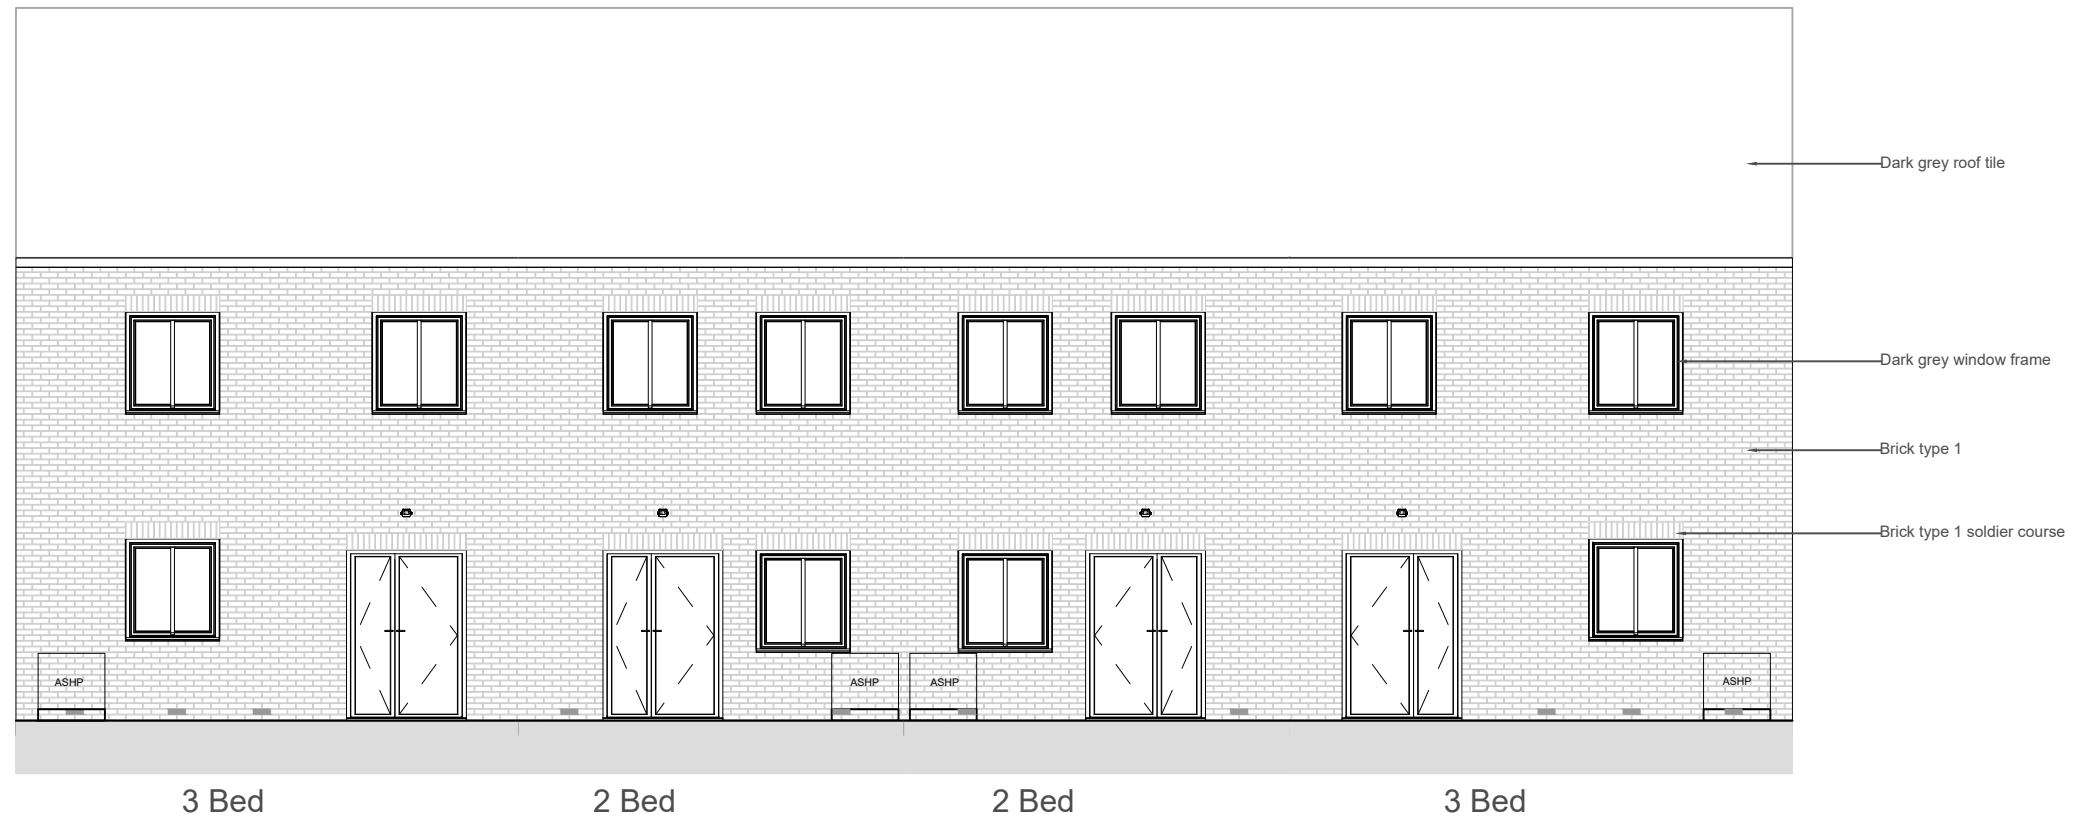 Dark grey roof tile
Dark grey window frame
Brick type 1
Brick type 1 soldier course
ASHP
ASHP
ASHP
ASHP
3 Bed
2 Bed
2 Bed
3 Bed